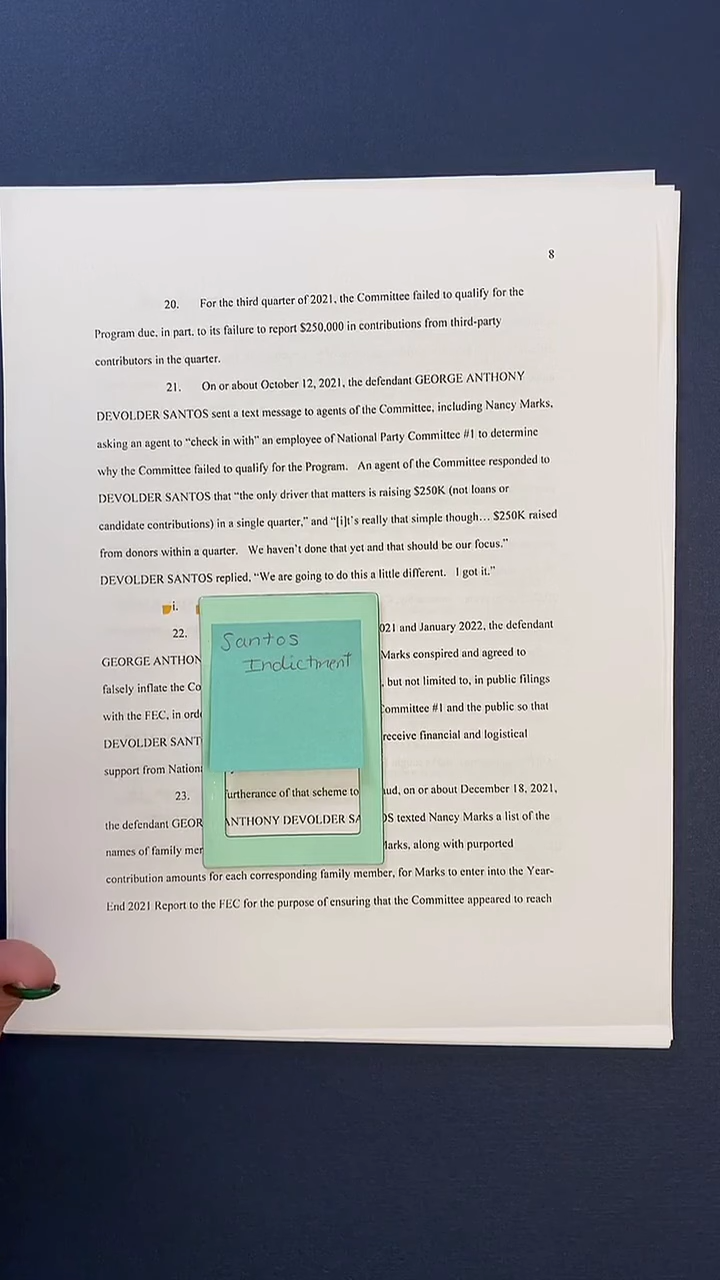 8
20. For the third quarter of 2021, the Committee failed to qualify for the
Program due, in part, to its failure to report $250,000 in contributions from third-party
contributors in the quarter.
21. On or about October 12, 2021, the defendant GEORGE ANTHONY
DEVOLDER SANTOS sent a text message to agents of the Committee, including Nancy Marks,
asking an agent to “check in with” an employee of National Party Committee #1 to determine
why the Committee failed to qualify for the Program. An agent of the Committee responded to
DEVOLDER SANTOS that “the only driver that matters is raising $250K (not loans or
candidate contributions) in a single quarter,” and “[i]t’s really that simple though… $250K raised
from donors within a quarter. We haven’t done that yet and that should be our focus.”
DEVOLDER SANTOS replied, “We are going to do this a little different. I got it.”
i.
Santos
Indictment
22. 021 and January 2022, the defendant
GEORGE ANTHON Marks conspired and agreed to
falsely inflate the Co , but not limited to, in public filings
with the FEC, in ord Committee #1 and the public so that
DEVOLDER SANT receive financial and logistical
support from Nation
23. urtherance of that scheme to aud, on or about December 18, 2021,
the defendant GEOR ANTHONY DEVOLDER SA OS texted Nancy Marks a list of the
names of family mer Marks, along with purported
contribution amounts for each corresponding family member, for Marks to enter into the Year-
End 2021 Report to the FEC for the purpose of ensuring that the Committee appeared to reach